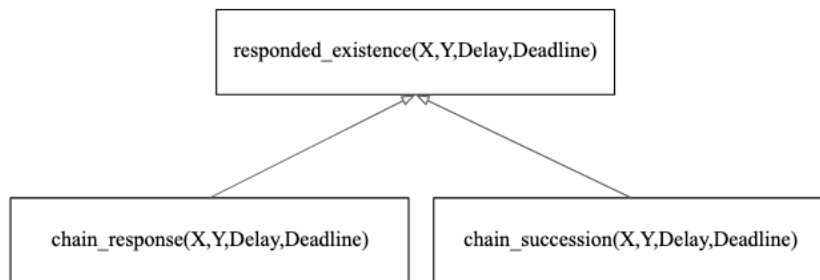 responded_existence(X,Y,Delay,Deadline)
chain_response(X,Y,Delay,Deadline)
chain_succession(X,Y,Delay,Deadline)